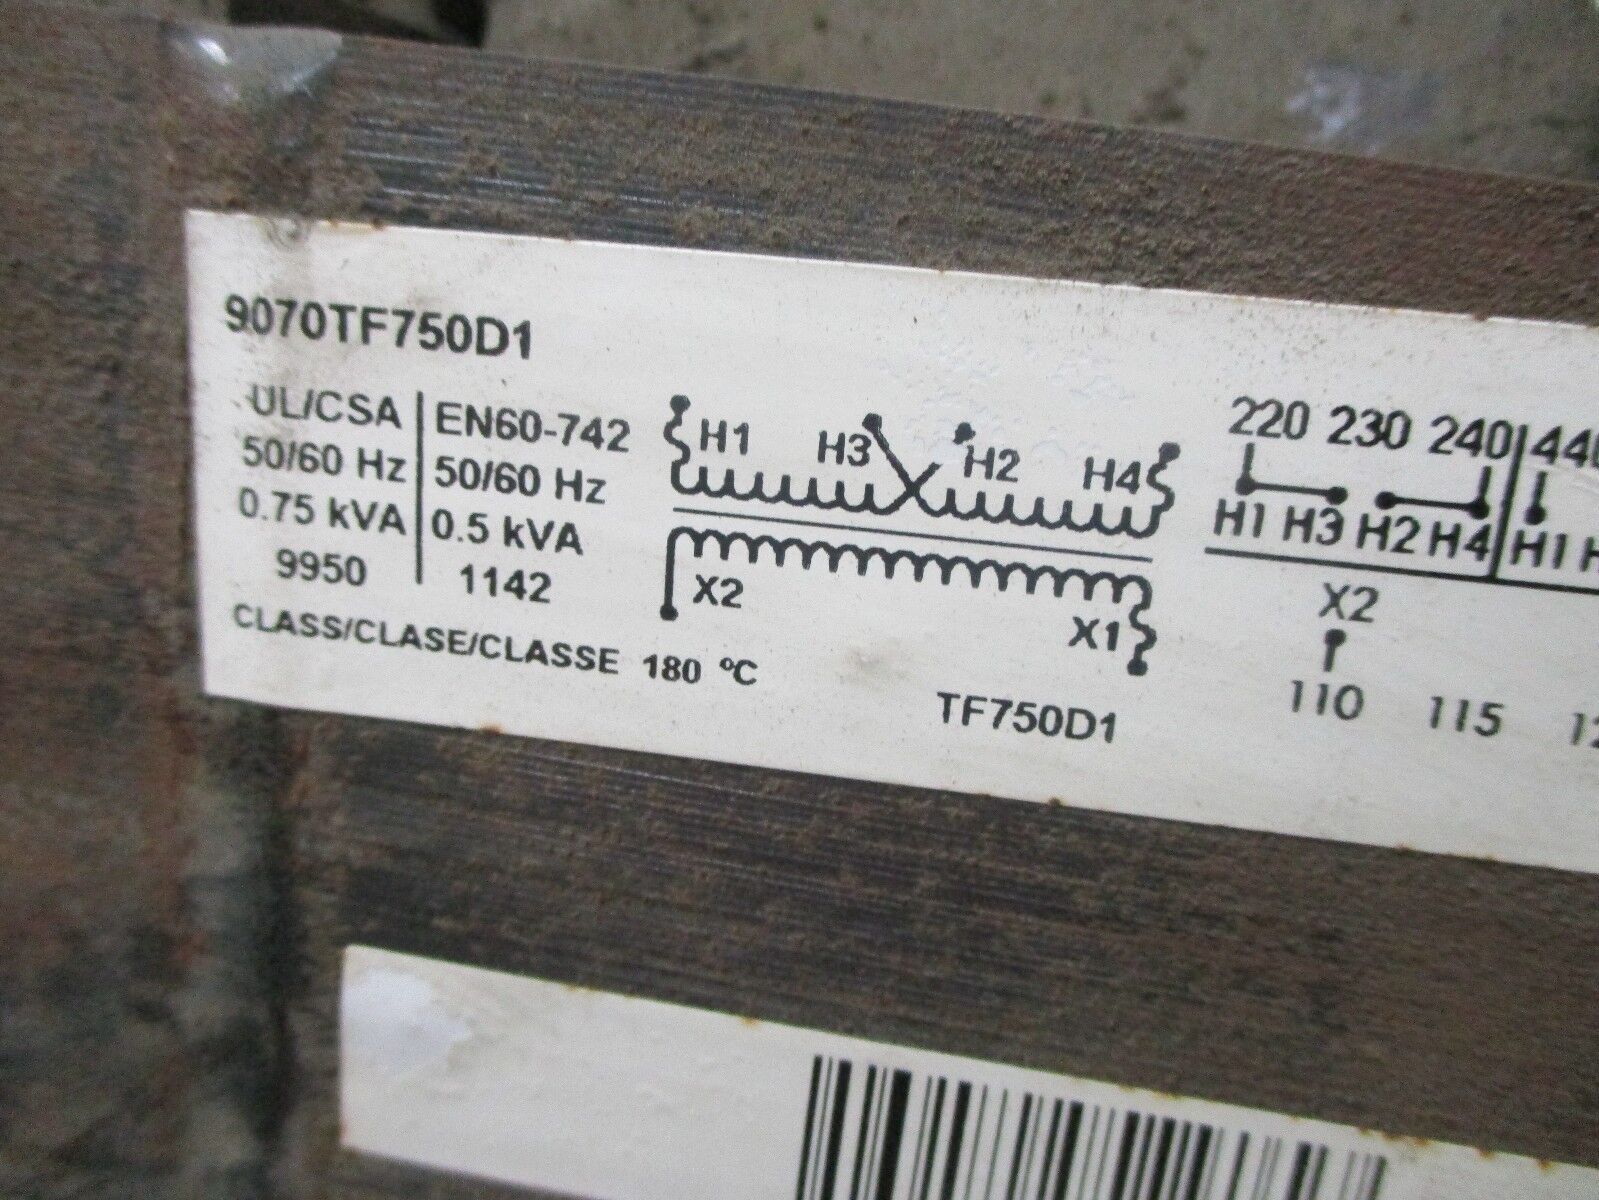 9070TF750D1
UL/CSA EN60-742
50/60 Hz 50/60 Hz
0.75 kVA 0.5 kVA
9950 1142
CLASS/CLASE/CLASSE 180 ºC
H1 H3 H2 H4
X2 X1
TF750D1
220 230 240
H1 H3 H2 H4 H1
X2
110 115